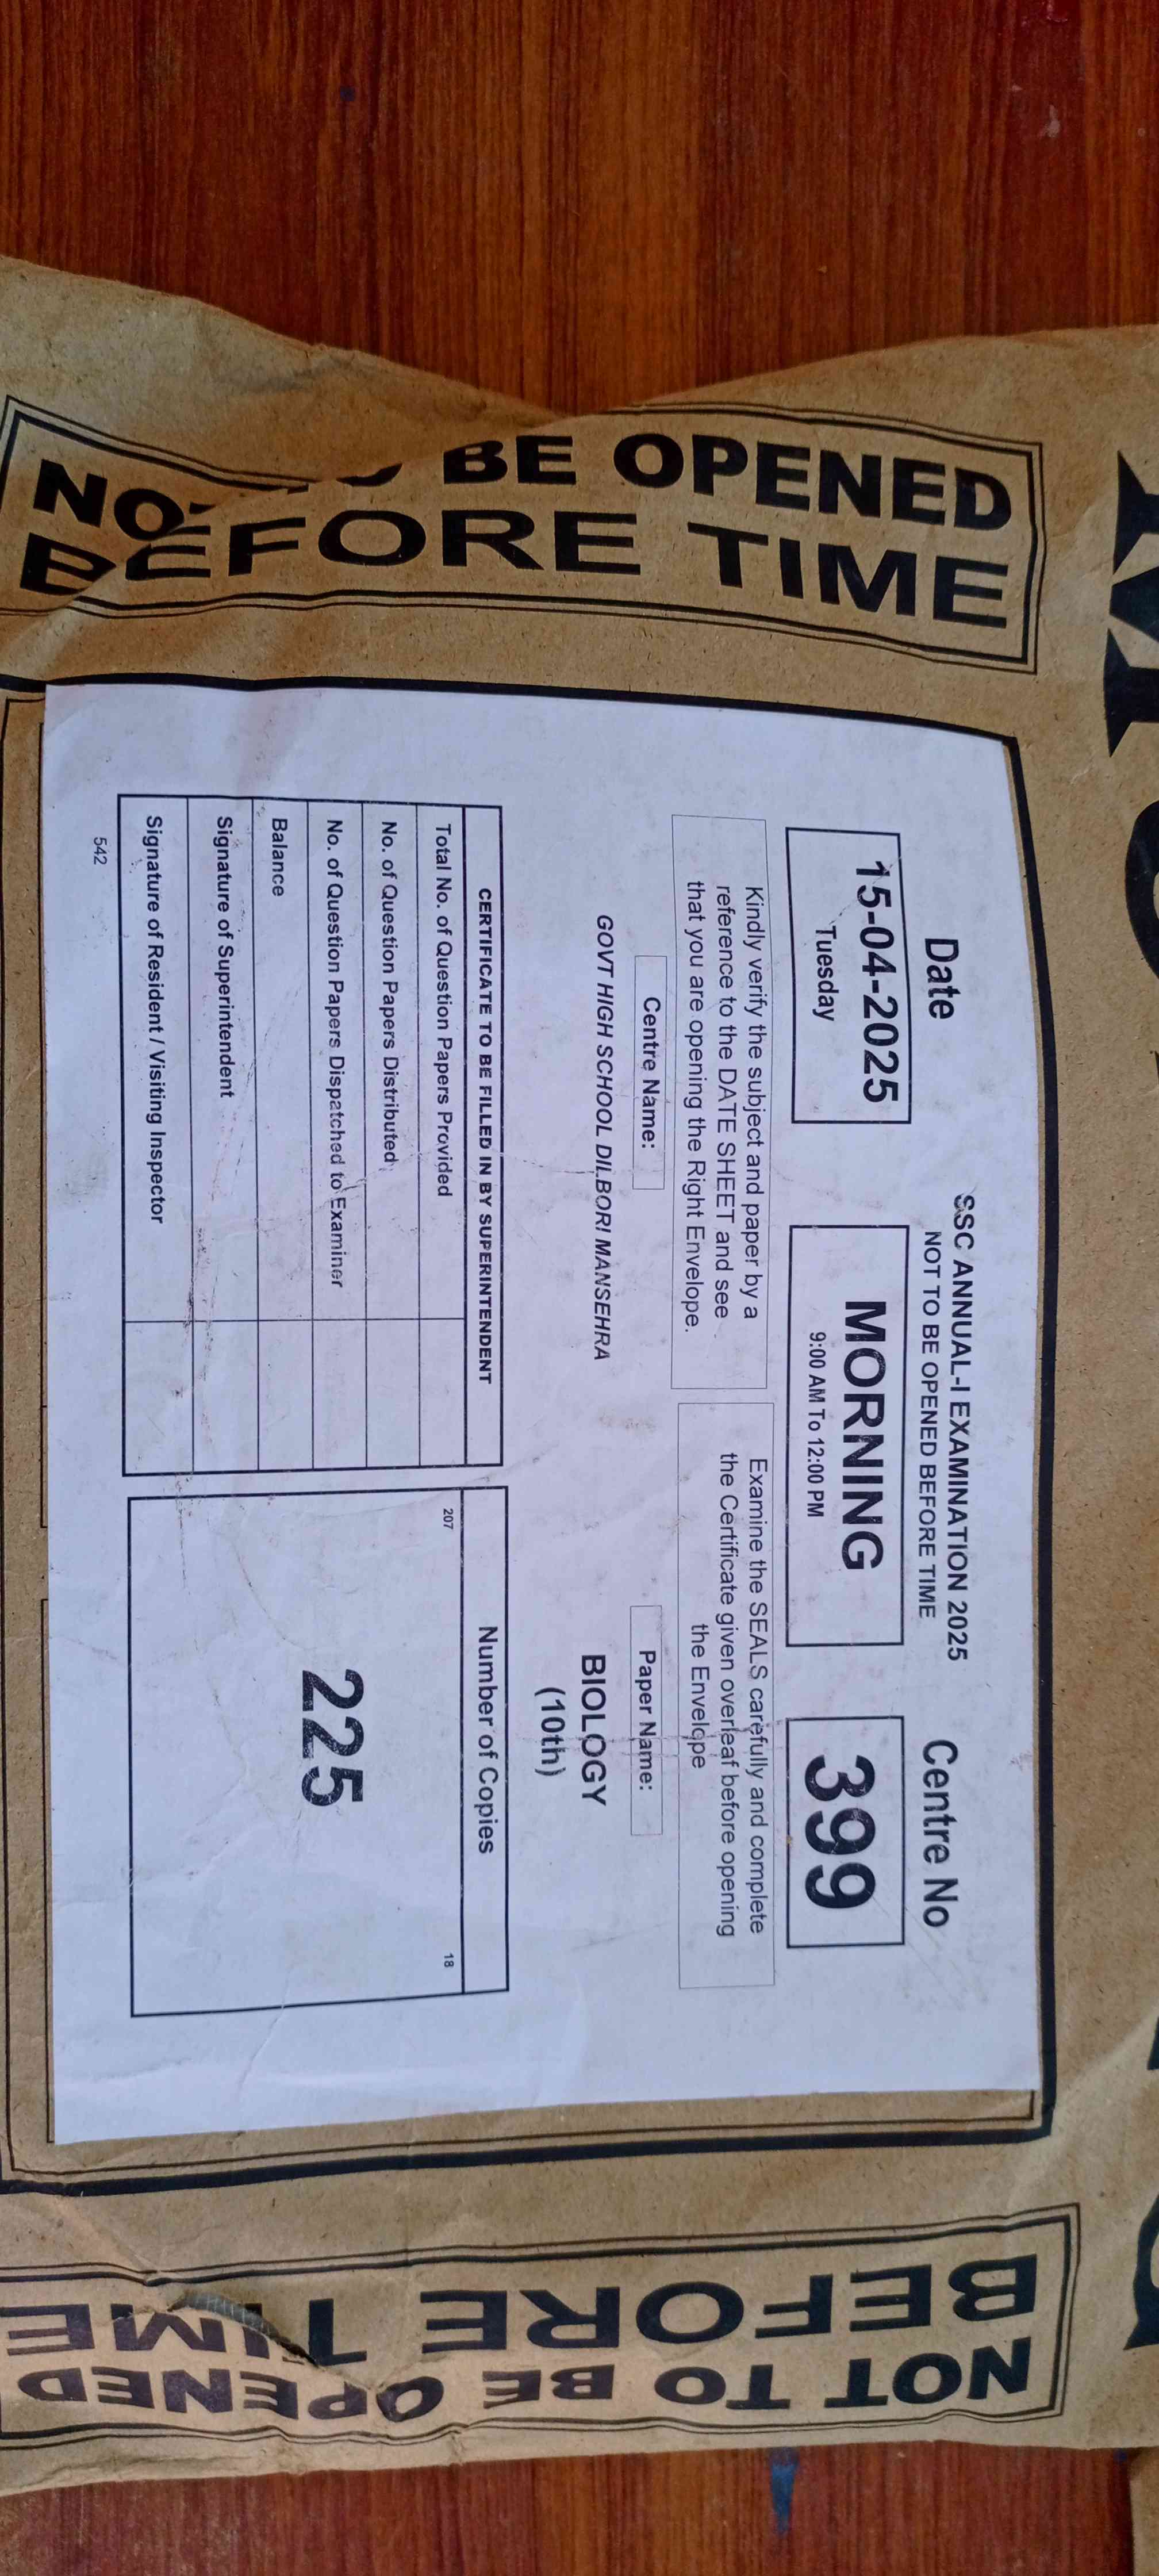 NOT TO BE OPENED
BEFORE TIME
SSC ANNUAL-I EXAMINATION 2025
NOT TO BE OPENED BEFORE TIME
Date
15-04-2025
Tuesday
MORNING
9:00 AM To 12:00 PM
Centre No
399
Kindly verify the subject and paper by a
reference to the DATE SHEET and see
that you are opening the Right Envelope.
Examine the SEALS carefully and complete
the Certificate given overleaf before opening
the Envelope
Centre Name:
GOVT HIGH SCHOOL DILBORI MANSEHRA
Paper Name:
BIOLOGY
(10th)
CERTIFICATE TO BE FILLED IN BY SUPERINTENDENT
Total No. of Question Papers Provided
No. of Question Papers Distributed
No. of Question Papers Dispatched to Examiner
Balance
Signature of Superintendent
Signature of Resident / Visiting Inspector
Number of Copies
207
18
225
542
NOT TO BE OPENED
BEFORE TIME